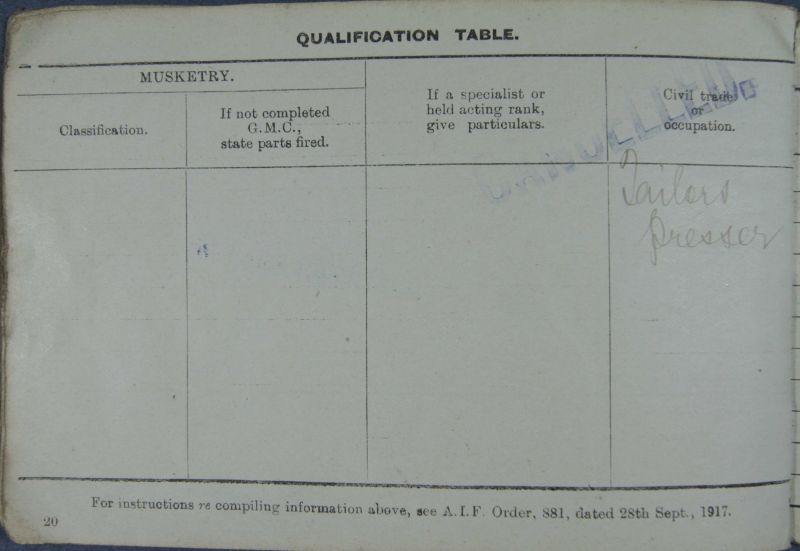 QUALIFICATION TABLE.
MUSKETRY.
Classification.
If not completed
G.M.C.,
state parts fired.
If a specialist or
held acting rank,
give particulars.
Civil trade
or
occupation.
CANCELLED
Tailors
Presser
For instructions re compiling information above, see A.I.F. Order, 881, dated 28th Sept., 1917.
20